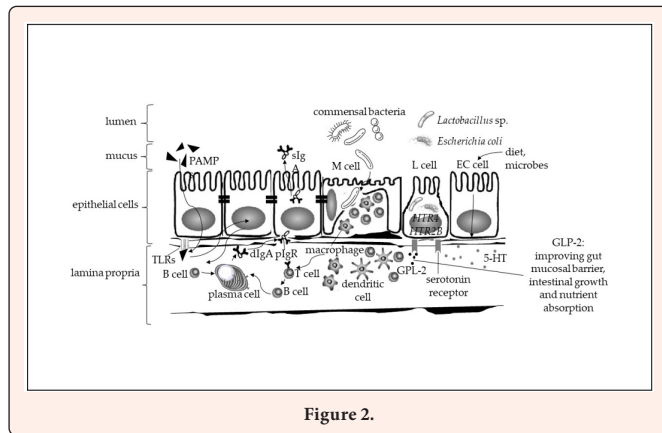 lumen
commensal bacteria
Lactobacillus sp.
Escherichia coli
mucus
PAMP
sIg
A
M cell
L cell
EC cell
diet,
microbes
epithelial cells
HTR4
HTR2B
TLRs
dIgA pIgR
macrophage
GLP-2:
improving gut
mucosal barrier,
intestinal growth
and nutrient
absorption
lamina propria
B cell
T cell
GPL-2
5-HT
plasma cell
B cell
dendritic
cell
serotonin
receptor
Figure 2.